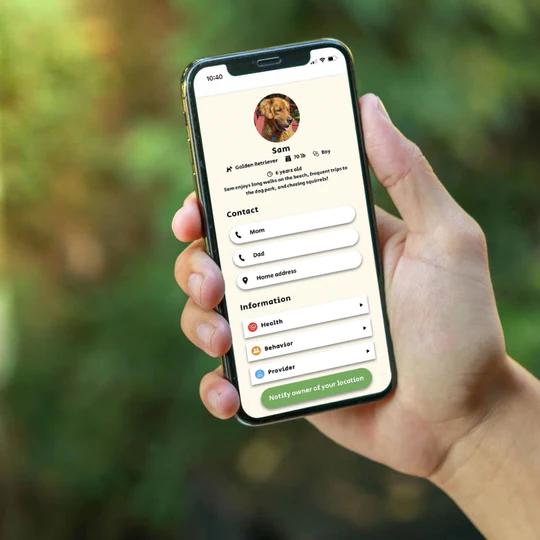 10:40
Sam
Golden Retriever 70 lb Boy
6 years old
Sam enjoys long walks on the beach, frequent trips to
the dog park, and chasing squirrels!
Contact
Mom
Dad
Home address
Information
Health
Behavior
Provider
Notify owner of your location